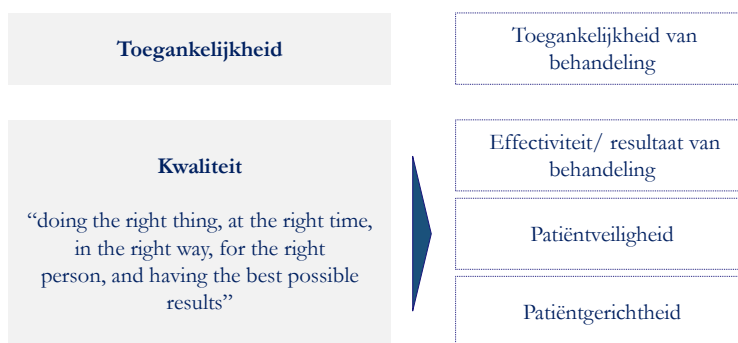 Toegankelijkheid
Toegankelijkheid van
behandeling
Kwaliteit
“doing the right thing, at the right time,
in the right way, for the right
person, and having the best possible
results”
Effectiviteit/ resultaat van
behandeling
Patiëntveiligheid
Patiëntgerichtheid